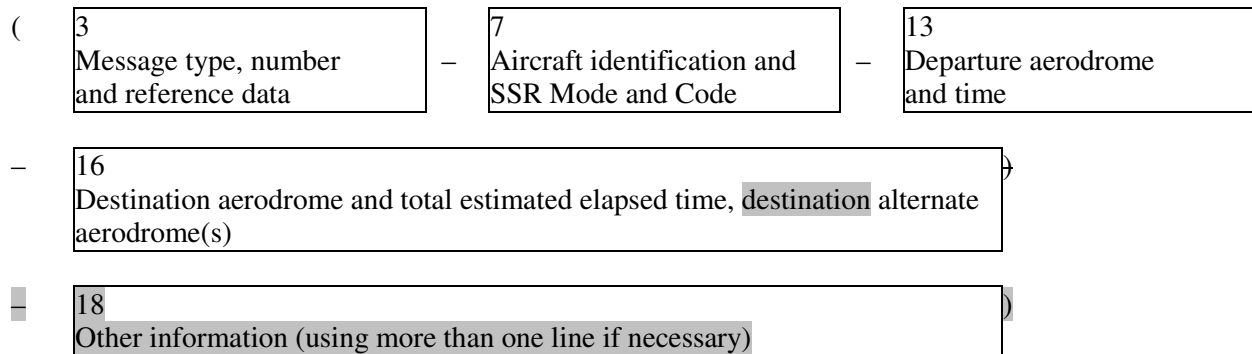 ( 3 7 13
Message type, number – Aircraft identification and – Departure aerodrome
and reference data SSR Mode and Code and time
– 16 )
Destination aerodrome and total estimated elapsed time, destination alternate
aerodrome(s)
– 18 )
Other information (using more than one line if necessary)